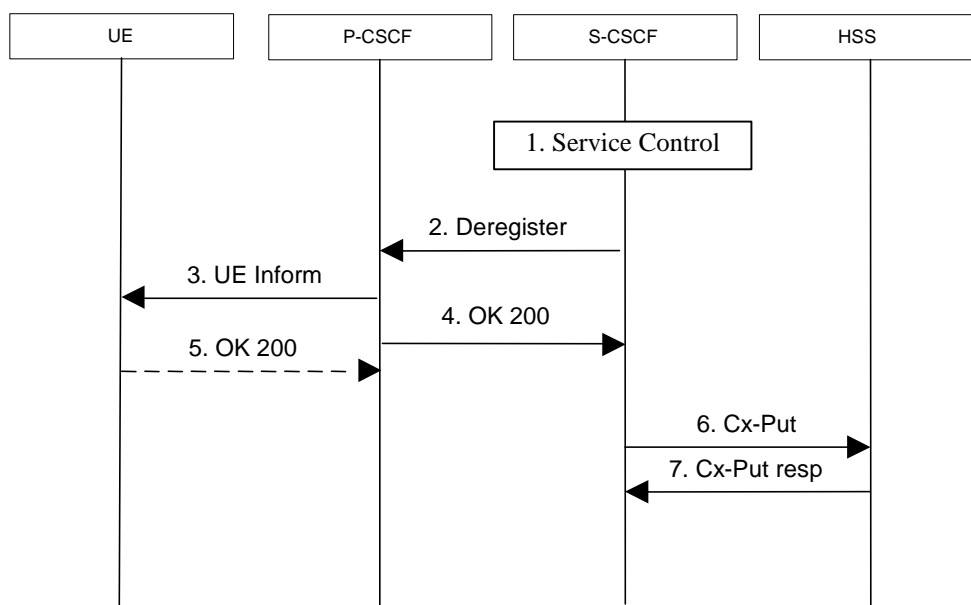 UE
P-CSCF
S-CSCF
HSS
1. Service Control
2. Deregister
3. UE Inform
4. OK 200
5. OK 200
6. Cx-Put
7. Cx-Put resp